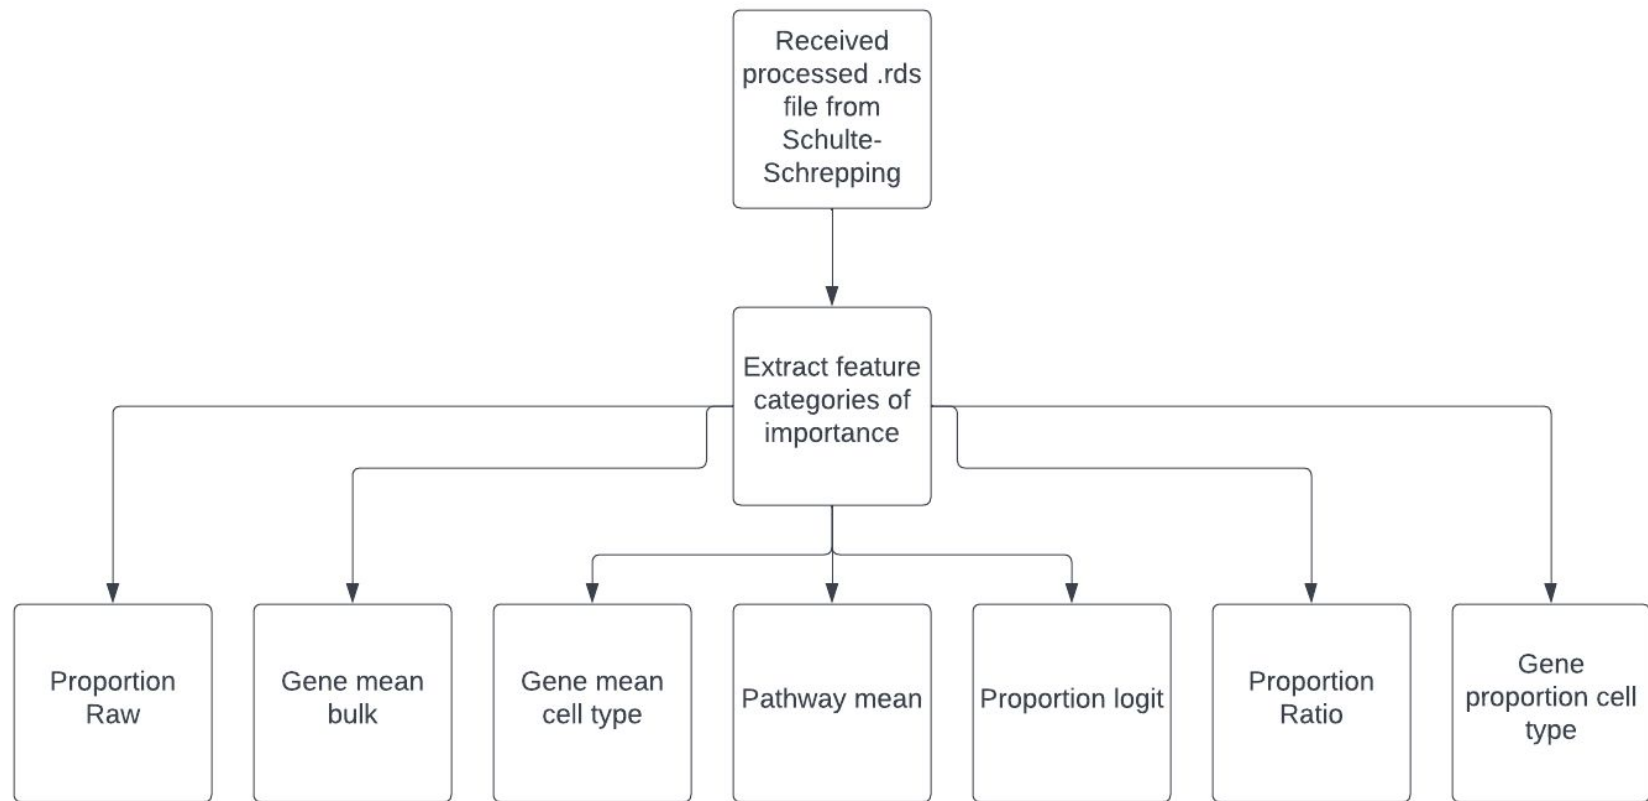 Received
processed .rds
file from
Schulte-
Schrepping
Extract feature
categories of
importance
Proportion
Raw
Gene mean
bulk
Gene mean
cell type
Pathway mean
Proportion logit
Proportion
Ratio
Gene
proportion cell
type